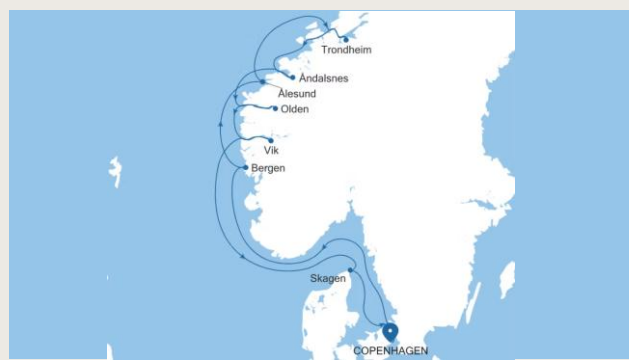 Trondheim
Åndalsnes
Ålesund
Olden
Vik
Bergen
Skagen
COPENHAGEN